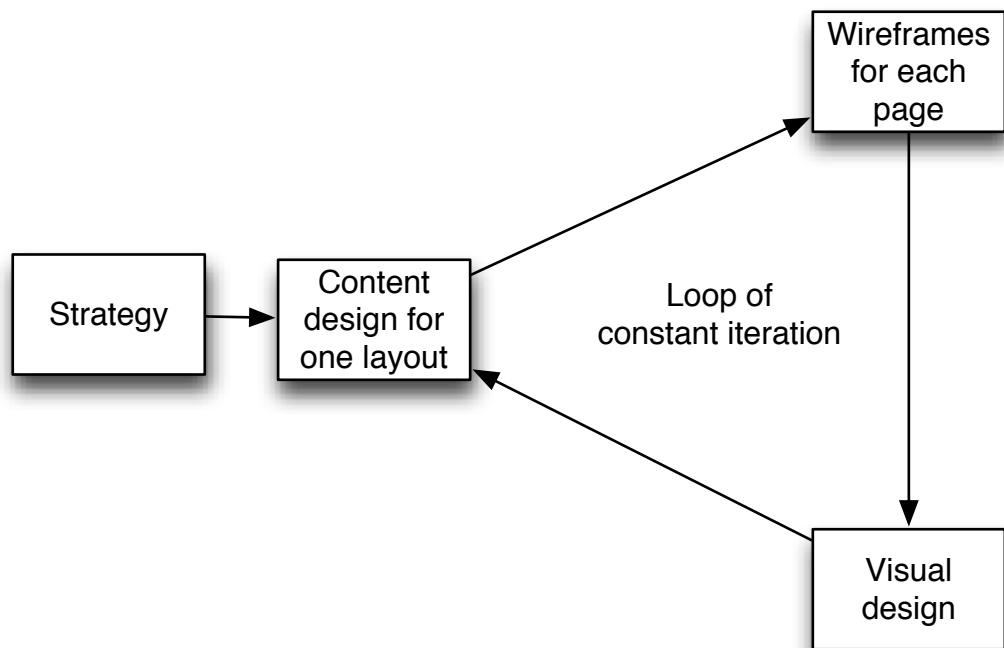 Wireframes
for each
page
Strategy
Content
design for
one layout
Loop of
constant iteration
Visual
design